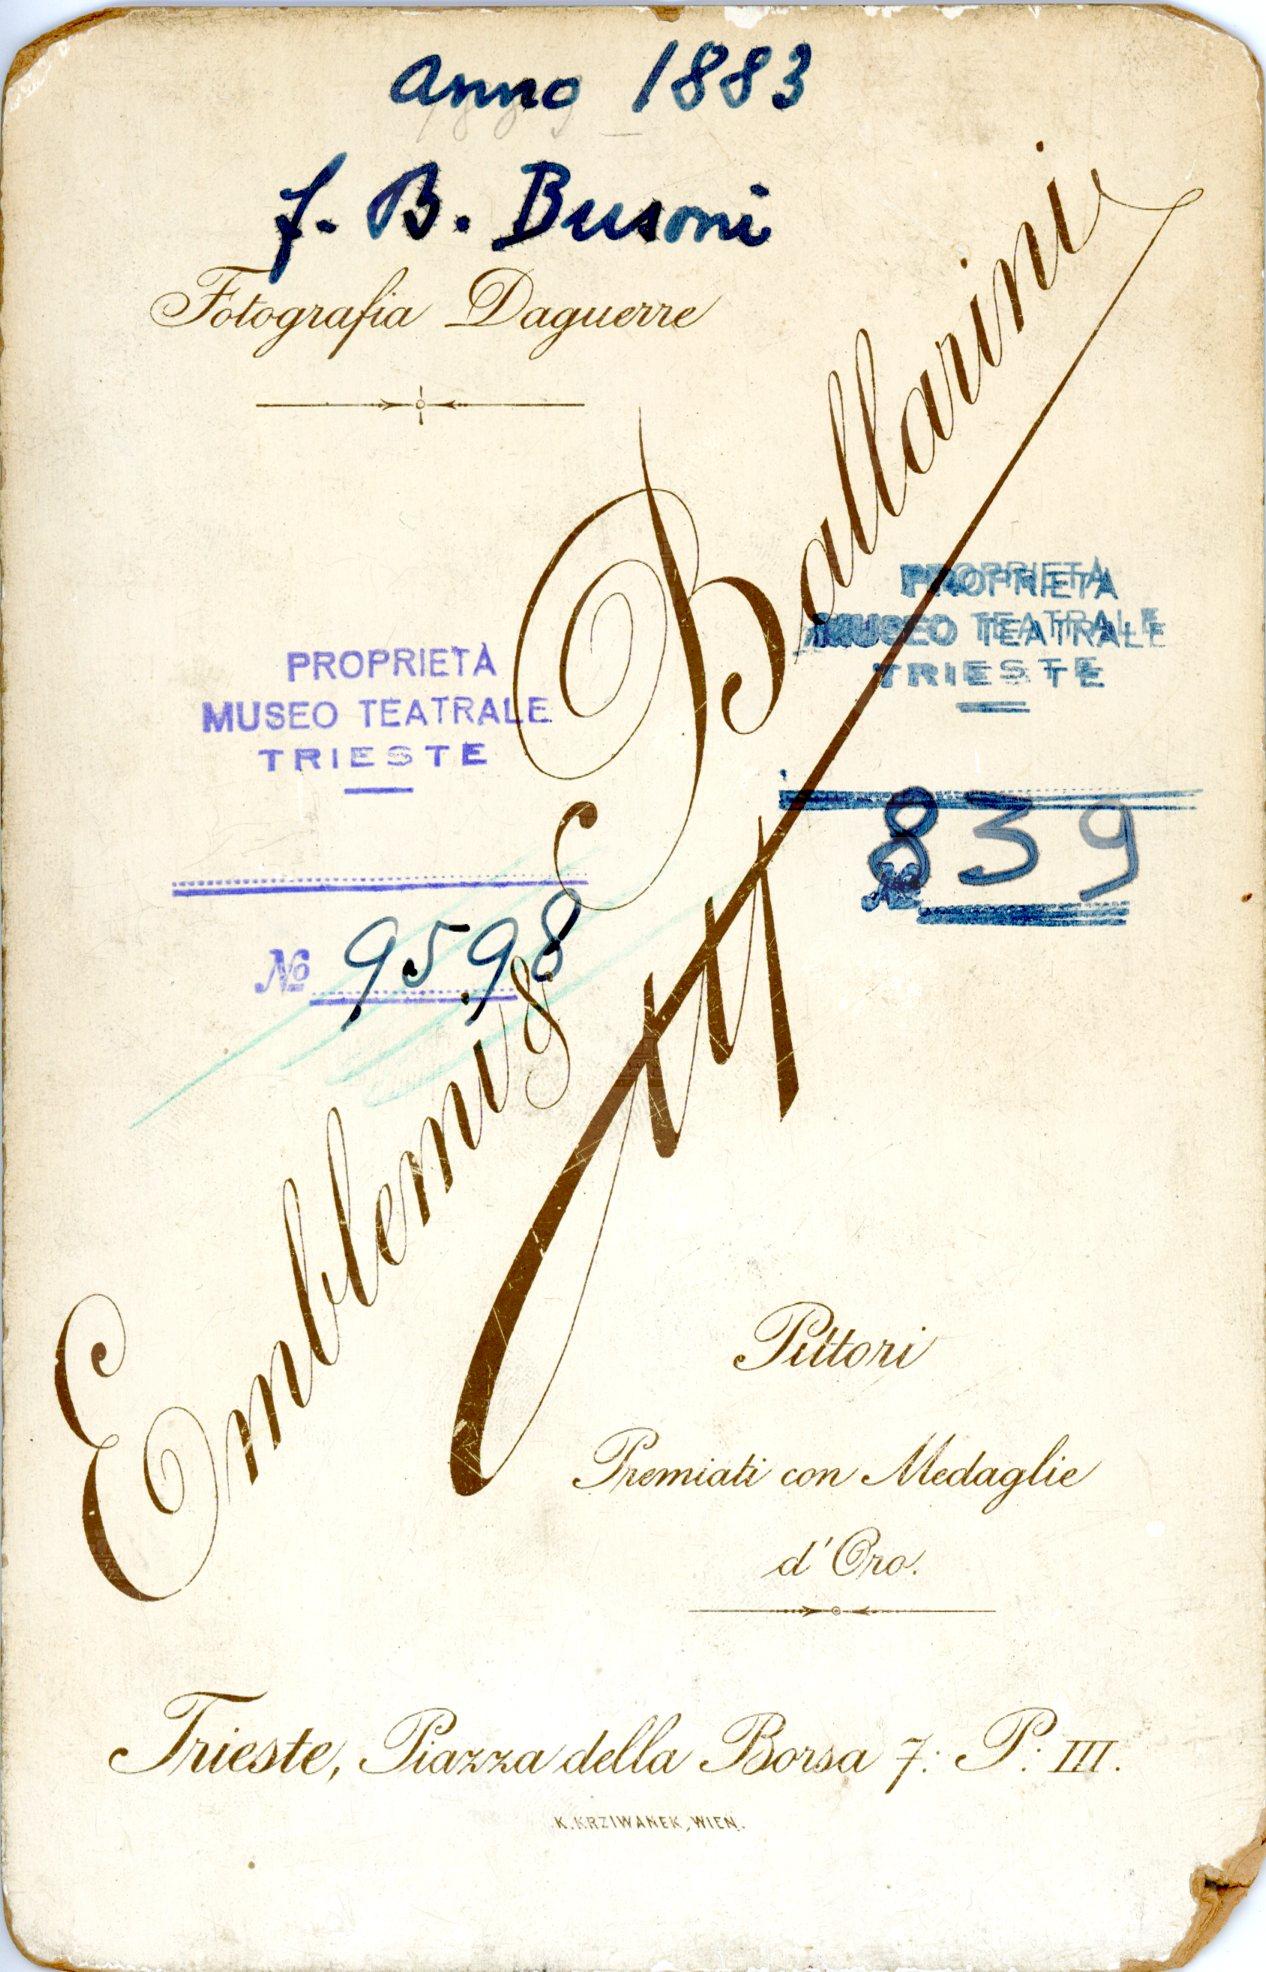 Anno 1883
F. B. Busoni
Fotografia Daguerre
Emblemi & Ballarini
PROPRIETÀ
MUSEO TEATRALE
TRIESTE
№ 9598
PROPRIETÀ
MUSEO TEATRALE
TRIESTE
№ 839
Pittori
Premiati con Medaglie
d'Oro.
Trieste, Piazza della Borsa 7: P: III.
K. KRZIWANEK, WIEN.